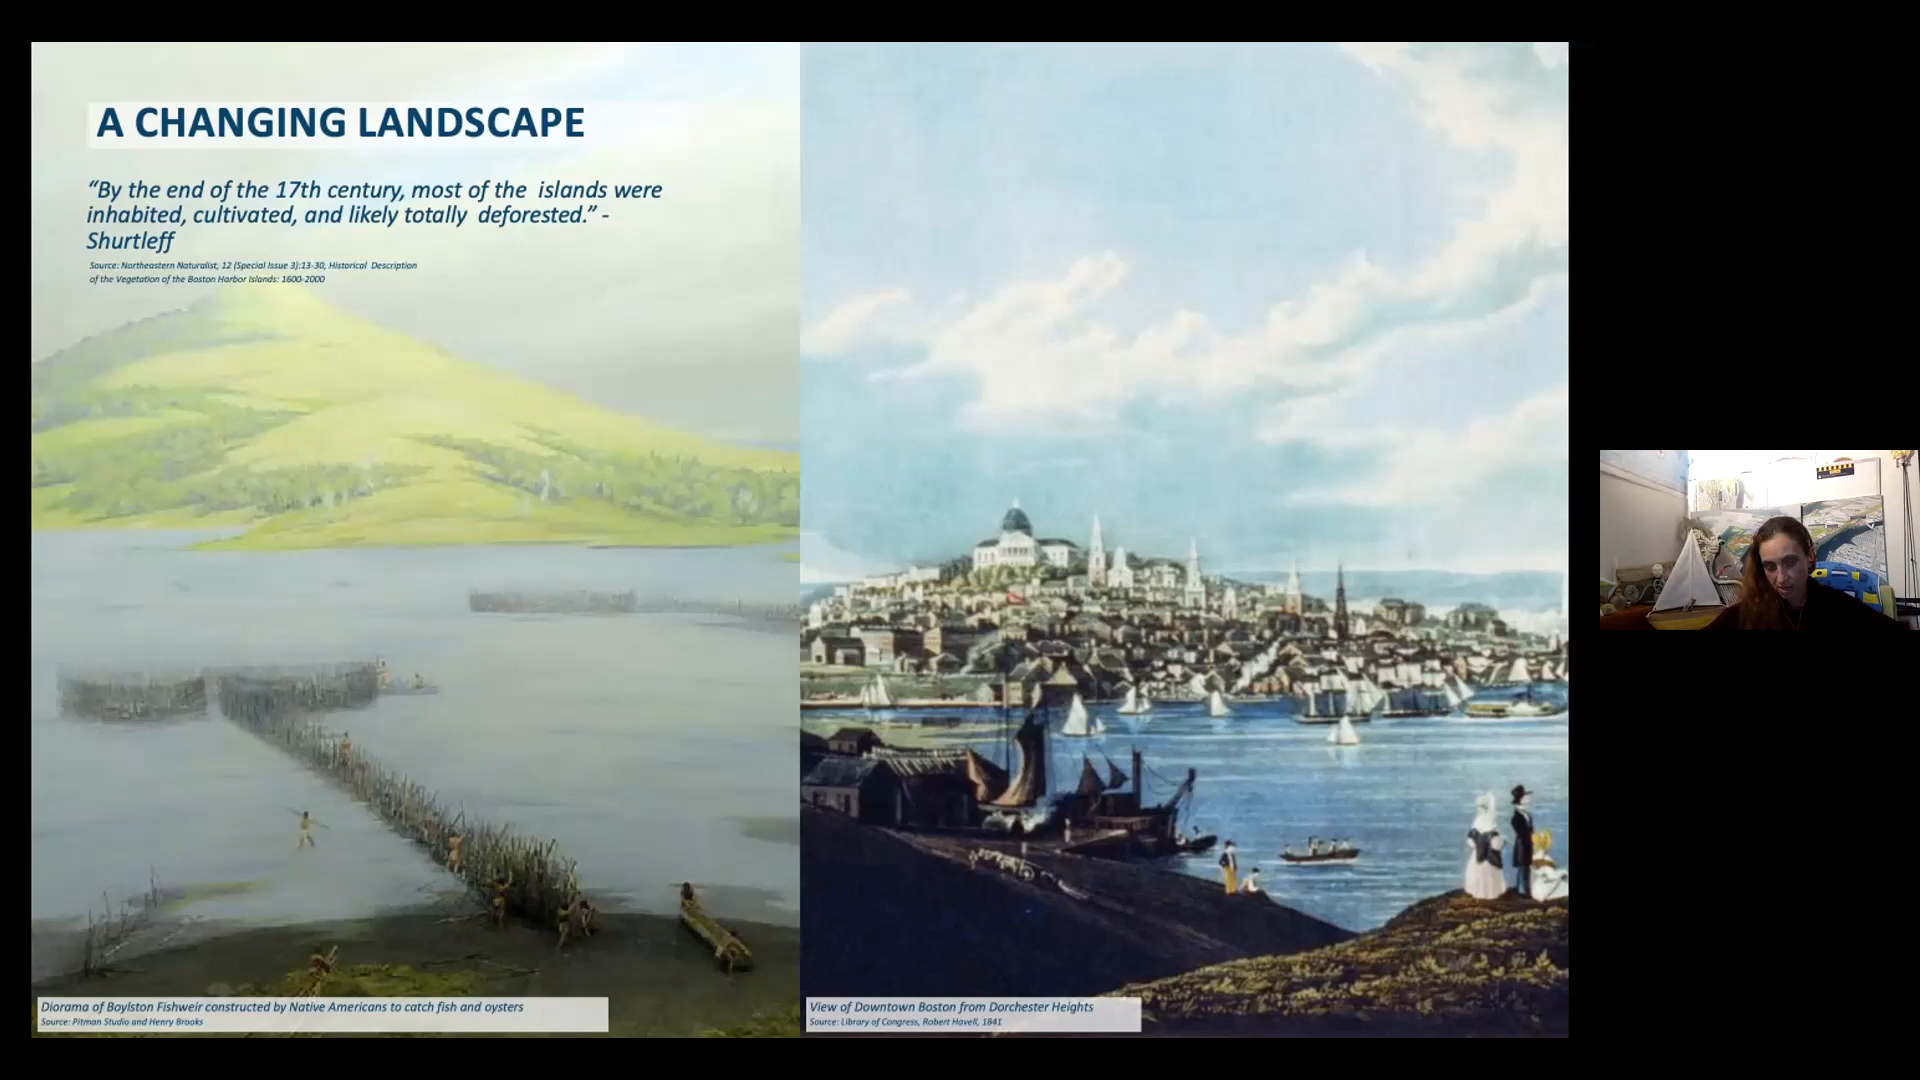 A CHANGING LANDSCAPE
“By the end of the 17th century, most of the islands were
inhabited, cultivated, and likely totally deforested.” -
Shurtleff
Source: Northeastern Naturalist, 12 (Special Issue 3):13-30, Historical Description
of the Vegetation of the Boston Harbor Islands: 1600-2000
Diorama of Boylston Fishweir constructed by Native Americans to catch fish and oysters
Source: Pitman Studio and Henry Brooks
View of Downtown Boston from Dorchester Heights
Source: Library of Congress, Robert Havell, 1841